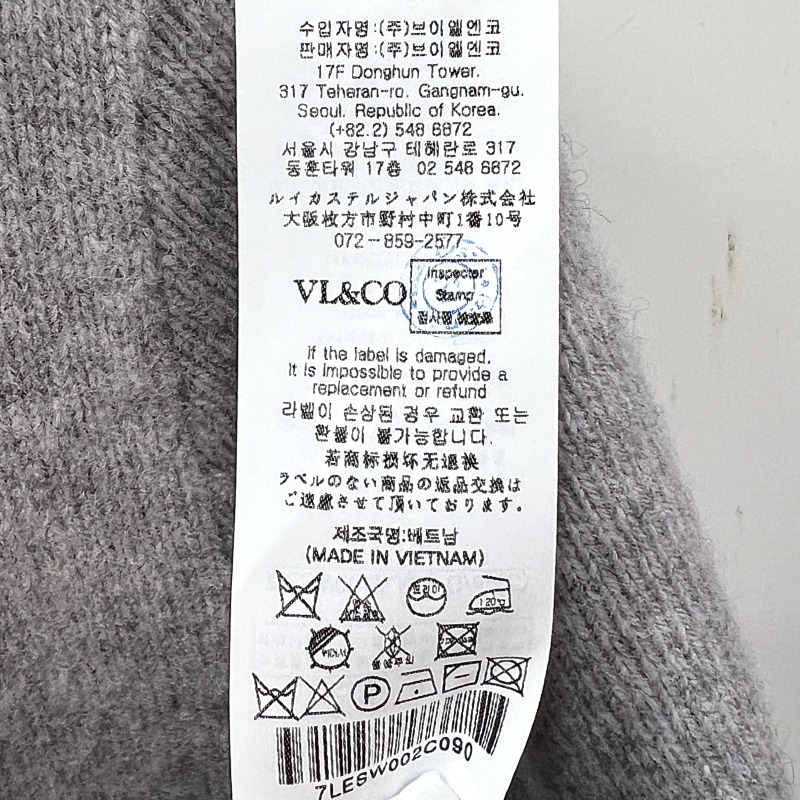 수입자명:(주)브이엘엔코
판매자명:(주)브이엘엔코
17F Donghun Tower.
317 Teheran-ro. Gangnam-gu.
Seoul. Republic of Korea.
(+82.2) 548 6872
서울시 강남구 테헤란로 317
동훈타워 17층 02 548 6872
ルイカステルジャパン株式会社
大阪枚方市野村中町1番10号
072-859-2577
VL&CO
Inspector
Stamp
If the label is damaged.
it is impossible to provide a
replacement or refund
라벨이 손상된 경우 교환 또는
환불이 불가능합니다.
若商标损坏无退换
ラベルのない商品の返品交換は
ご遠慮させて頂いております。
제조국명:베트남
(MADE IN VIETNAM)
드라이
120℃
P
7LESW002C090